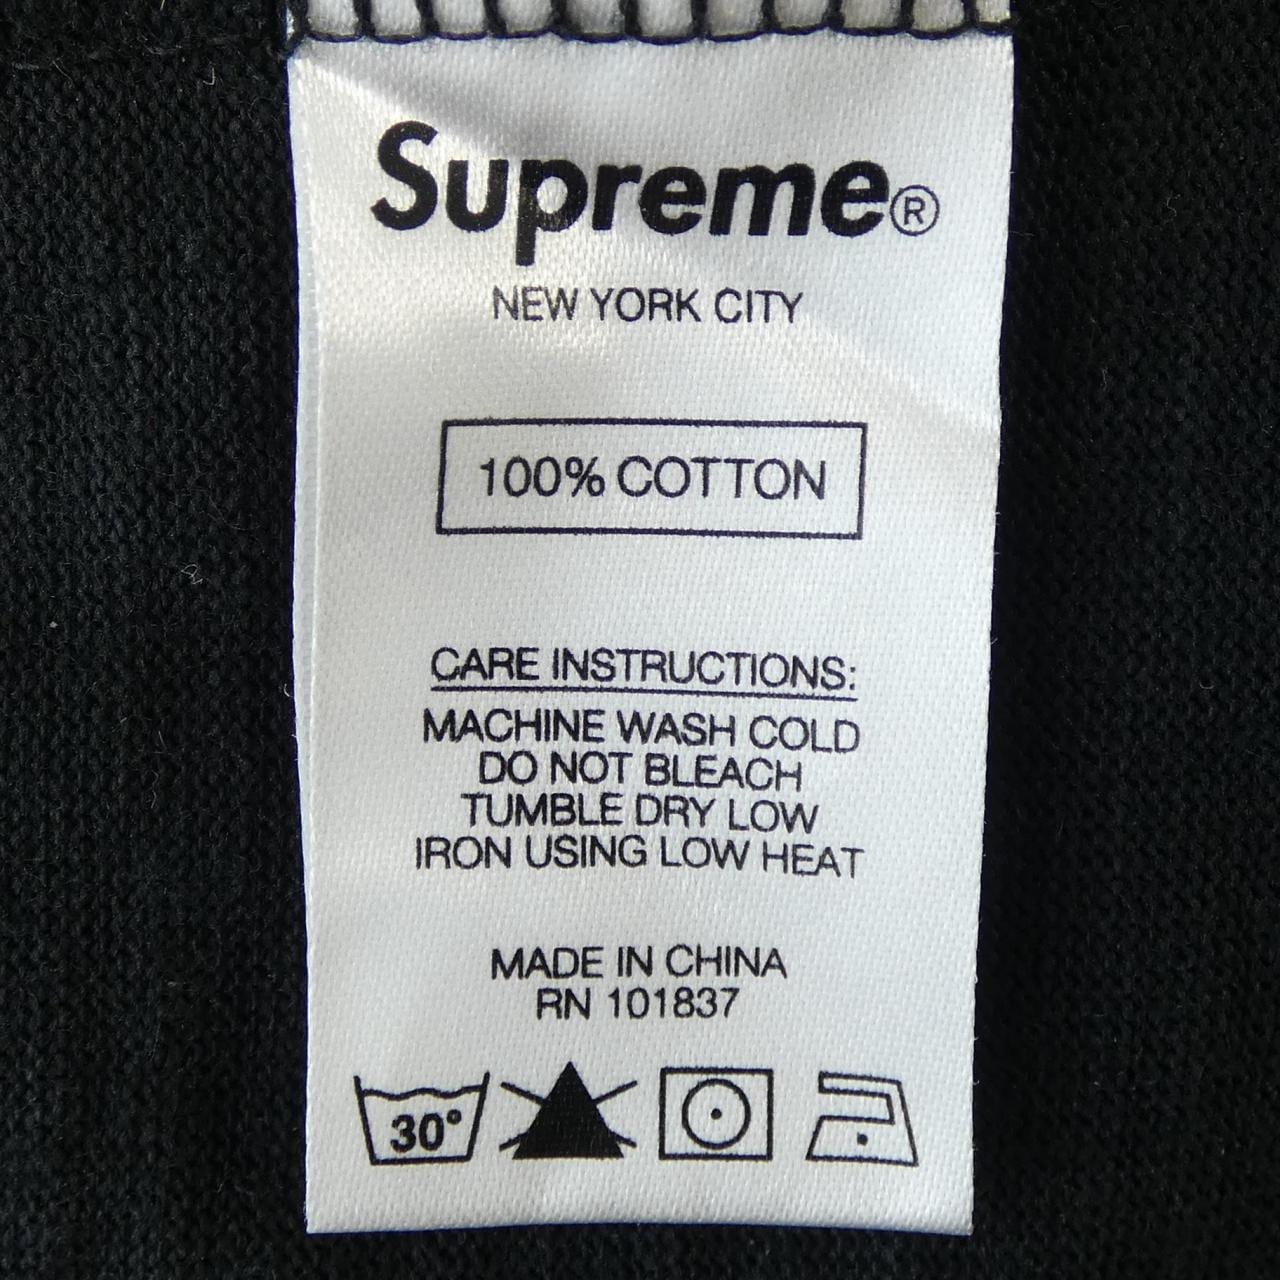 Supreme®
NEW YORK CITY
100% COTTON
CARE INSTRUCTIONS:
MACHINE WASH COLD
DO NOT BLEACH
TUMBLE DRY LOW
IRON USING LOW HEAT
MADE IN CHINA
RN 101837
30°